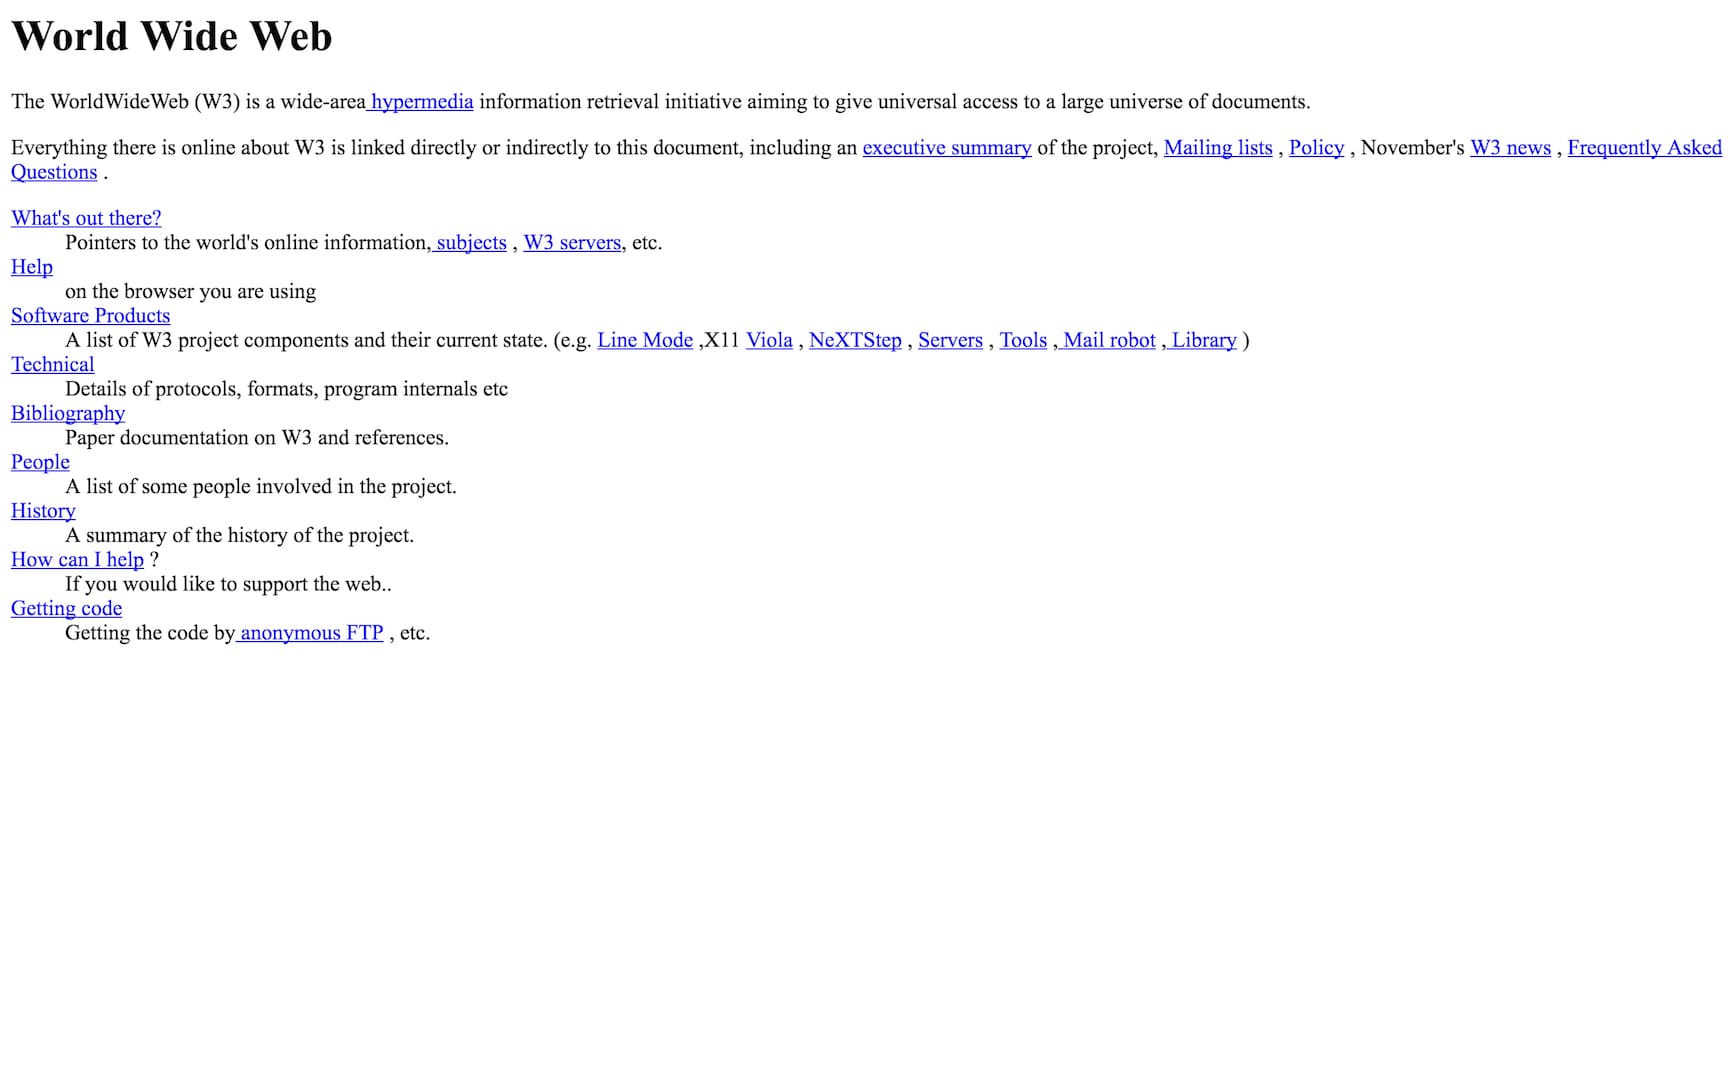 World Wide Web
The WorldWideWeb (W3) is a wide-area hypermedia information retrieval initiative aiming to give universal access to a large universe of documents.
Everything there is online about W3 is linked directly or indirectly to this document, including an executive summary of the project, Mailing lists , Policy , November's W3 news , Frequently Asked
Questions .
What's out there?
Pointers to the world's online information, subjects , W3 servers, etc.
Help
on the browser you are using
Software Products
A list of W3 project components and their current state. (e.g. Line Mode ,X11 Viola , NeXTStep , Servers , Tools , Mail robot , Library )
Technical
Details of protocols, formats, program internals etc
Bibliography
Paper documentation on W3 and references.
People
A list of some people involved in the project.
History
A summary of the history of the project.
How can I help ?
If you would like to support the web..
Getting code
Getting the code by anonymous FTP , etc.